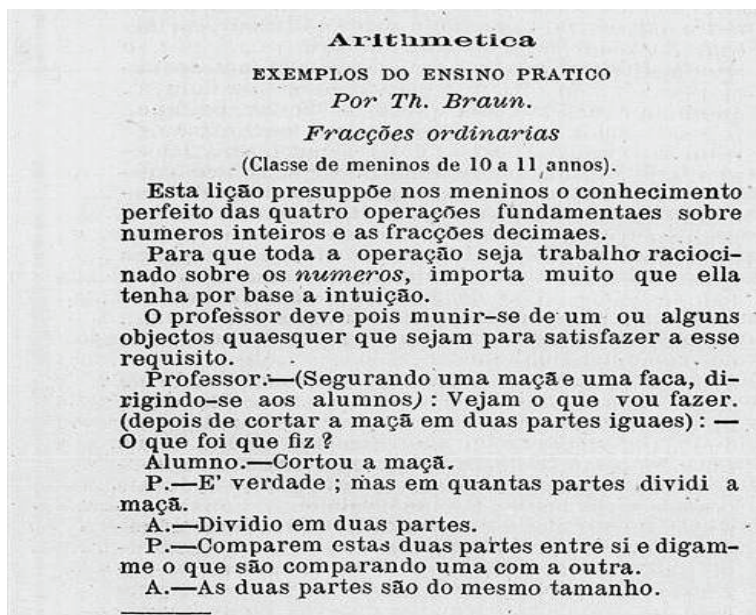 Arithmetica
EXEMPLOS DO ENSINO PRATICO
Por Th. Braun.
Fracções ordinarias
(Classe de meninos de 10 a 11 annos).
Esta lição presuppõe nos meninos o conhecimento
perfeito das quatro operações fundamentaes sobre
numeros inteiros e as fracções decimaes.
Para que toda a operação seja trabalho racioci-
nado sobre os numeros, importa muito que ella
tenha por base a intuição.
O professor deve pois munir-se de um ou alguns
objectos quaesquer que sejam para satisfazer a esse
requisito.
Professor.—(Segurando uma maçã e uma faca, di-
rigindo-se aos alumnos) : Vejam o que vou fazer.
(depois de cortar a maçã em duas partes iguaes) : —
O que foi que fiz ?
Alumno.—Cortou a maçã.
P.—E' verdade ; mas em quantas partes dividi a
maçã.
A.—Dividio em duas partes.
P.—Comparem estas duas partes entre si e digam-
me o que são comparando uma com a outra.
A.—As duas partes são do mesmo tamanho.